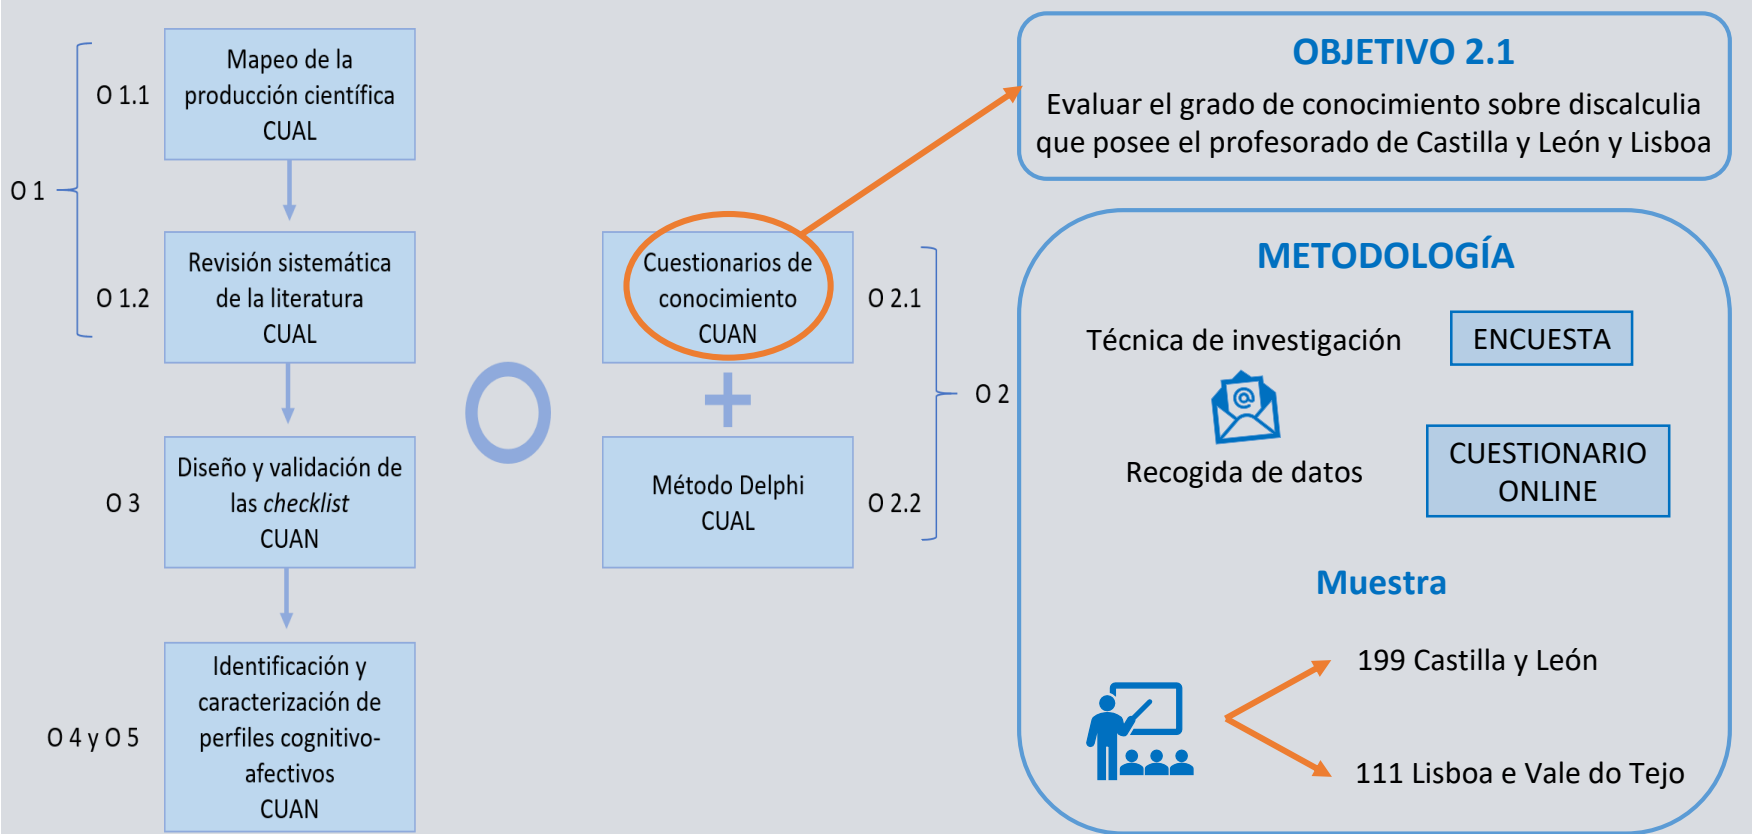 O 1
O 1.1
Mapeo de la
producción científica
CUAL
O 1.2
Revisión sistemática
de la literatura
CUAL
O 3
Diseño y validación de
las checklist
CUAN
O 4 y O 5
Identificación y
caracterización de
perfiles cognitivo-
afectivos
CUAN
Cuestionarios de
conocimiento
CUAN
O 2.1
+
O 2
Método Delphi
CUAL
O 2.2
OBJETIVO 2.1
Evaluar el grado de conocimiento sobre discalculia
que posee el profesorado de Castilla y León y Lisboa
METODOLOGÍA
Técnica de investigación
ENCUESTA
@
Recogida de datos
CUESTIONARIO
ONLINE
Muestra
199 Castilla y León
111 Lisboa e Vale do Tejo